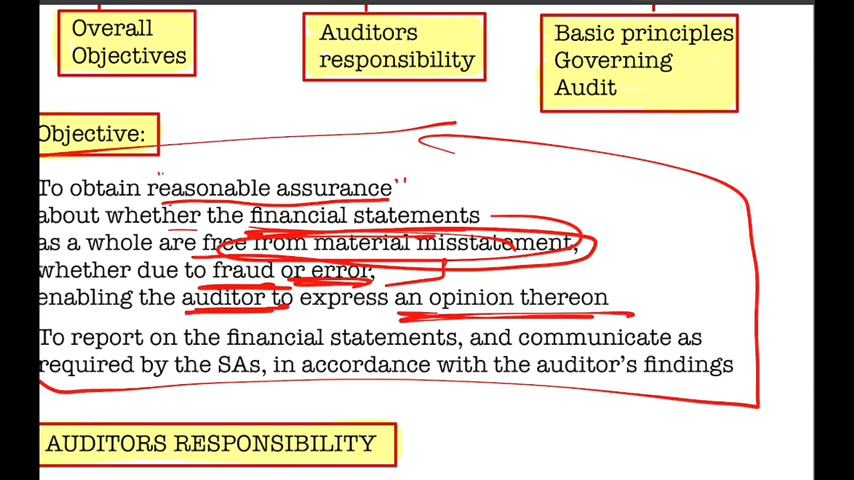 Overall
Objectives
Auditors
responsibility
Basic principles
Governing
Audit
Objective:
To obtain reasonable assurance
about whether the financial statements
as a whole are free from material misstatement,
whether due to fraud or error,
enabling the auditor to express an opinion thereon
To report on the financial statements, and communicate as
required by the SAs, in accordance with the auditor's findings
AUDITORS RESPONSIBILITY